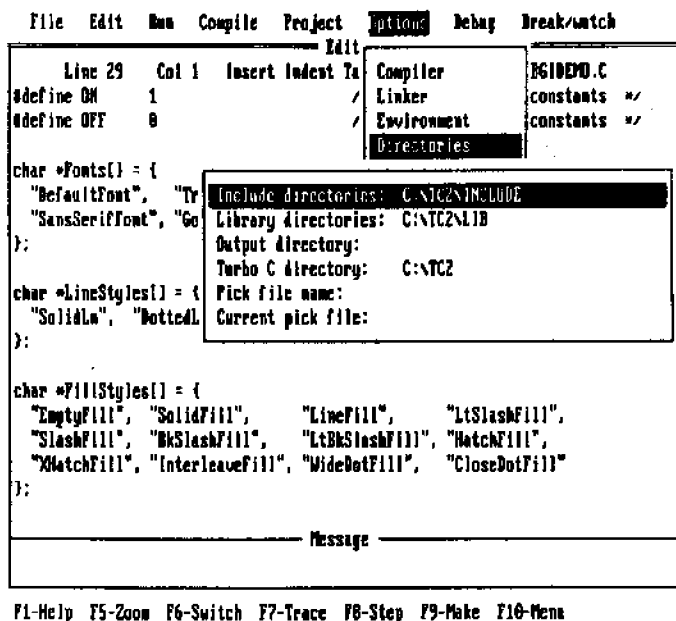 File Edit Run Compile Project Options Debug Break/watch
Edit
Line 29 Col 1 Insert Indent Ta Compiler BGIDEMO.C
#define ON 1 / Linker constants */
#define OFF 0 / Environment constants */
Directories
char *Fonts[] = {
"DefaultFont", "Tr Include directories: C:\TC2\INCLUDE
"SansSerifFont", "Go Library directories: C:\TC2\LIB
}; Output directory:
Turbo C directory: C:\TC2
char *LineStyles[] = { Pick file name:
"SolidLn", "DottedL Current pick file:
};
char *FillStyles[] = {
"EmptyFill", "SolidFill", "LineFill", "LtSlashFill",
"SlashFill", "BkSlashFill", "LtBkSlashFill", "HatchFill",
"XHatchFill", "InterleaveFill", "WideDotFill", "CloseDotFill"
};
Message
F1-Help F5-Zoom F6-Switch F7-Trace F8-Step F9-Make F10-Menu